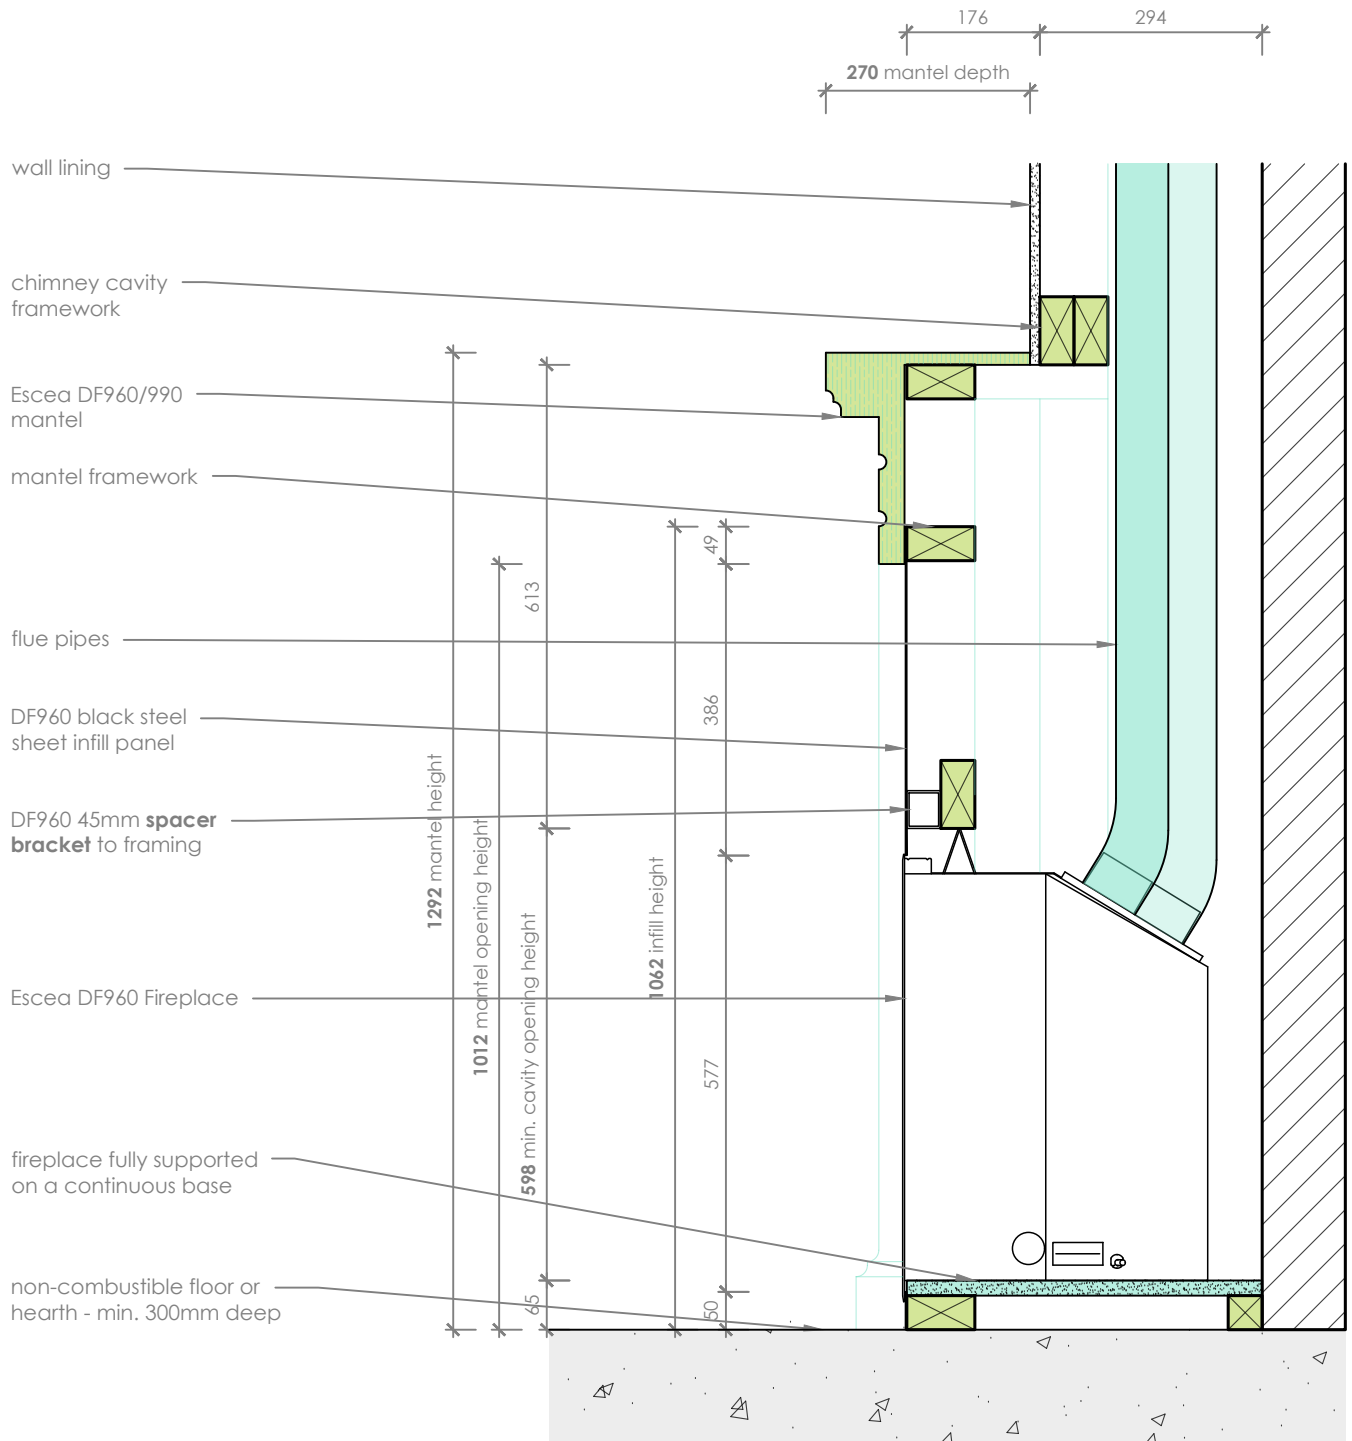 176
294
270 mantel depth
wall lining
chimney cavity
framework
Escea DF960/990
mantel
mantel framework
49
613
flue pipes
386
DF960 black steel
sheet infill panel
1292 mantel height
DF960 45mm spacer
bracket to framing
1012 mantel opening height
1062 infill height
598 min. cavity opening height
Escea DF960 Fireplace
577
fireplace fully supported
on a continuous base
non-combustible floor or
hearth - min. 300mm deep
65
50